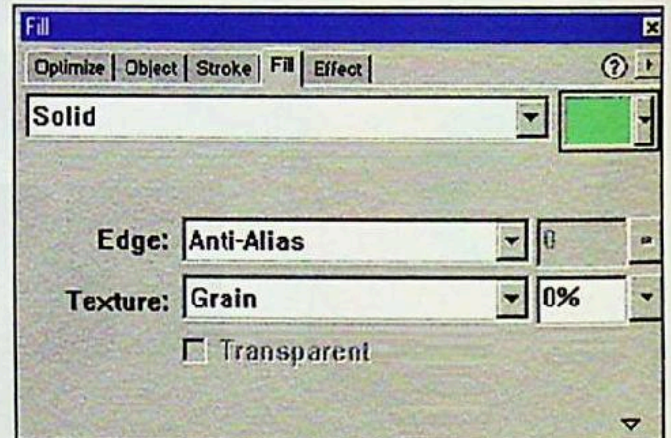 Fill
Optimize Object Stroke Fill Effect
Solid
Edge: Anti-Alias 0
Texture: Grain 0%
Transparent